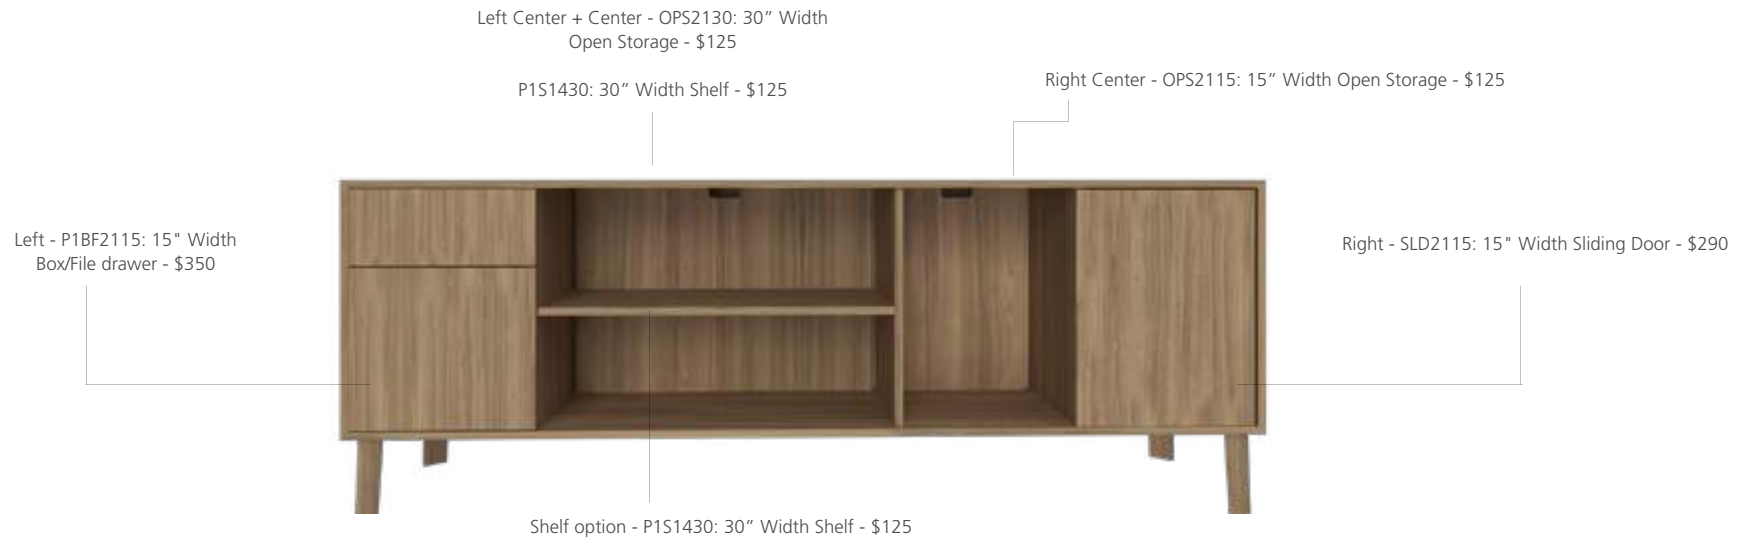 Left Center + Center - OPS2130: 30” Width
Open Storage - $125
P1S1430: 30” Width Shelf - $125
Right Center - OPS2115: 15” Width Open Storage - $125
Left - P1BF2115: 15" Width
Box/File drawer - $350
Right - SLD2115: 15" Width Sliding Door - $290
Shelf option - P1S1430: 30” Width Shelf - $125